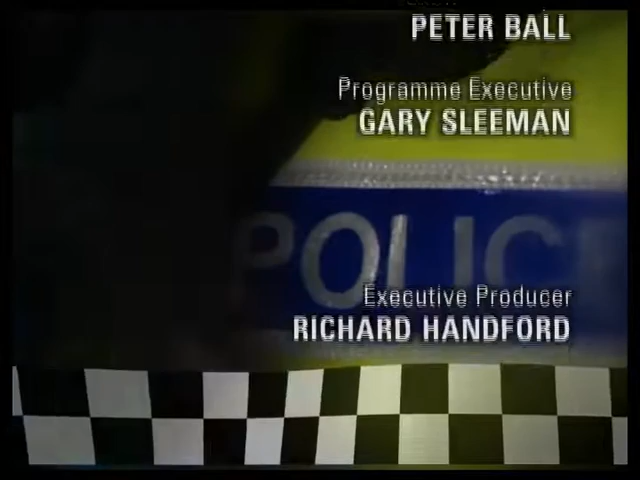 PETER BALL
Programme Executive
GARY SLEEMAN
POLICE
Executive Producer
RICHARD HANDFORD